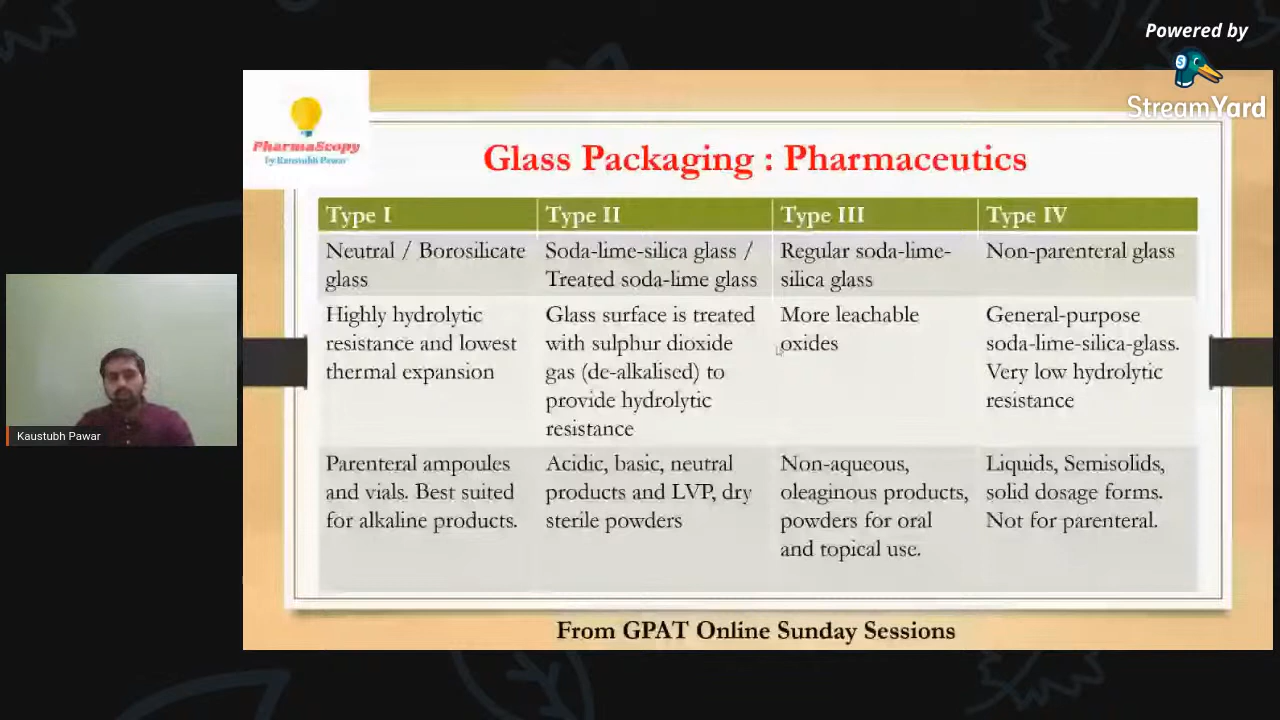 Powered by
StreamYard
PharmaScopy
by Kaustubh Pawar
Glass Packaging : Pharmaceutics
Type I
Type II
Type III
Type IV
Neutral / Borosilicate
glass
Soda-lime-silica glass /
Treated soda-lime glass
Regular soda-lime-
silica glass
Non-parenteral glass
Highly hydrolytic
resistance and lowest
thermal expansion
Glass surface is treated
with sulphur dioxide
gas (de-alkalised) to
provide hydrolytic
resistance
More leachable
oxides
General-purpose
soda-lime-silica-glass.
Very low hydrolytic
resistance
Parenteral ampoules
and vials. Best suited
for alkaline products.
Acidic, basic, neutral
products and LVP, dry
sterile powders
Non-aqueous,
oleaginous products,
powders for oral
and topical use.
Liquids, Semisolids,
solid dosage forms.
Not for parenteral.
Kaustubh Pawar
From GPAT Online Sunday Sessions